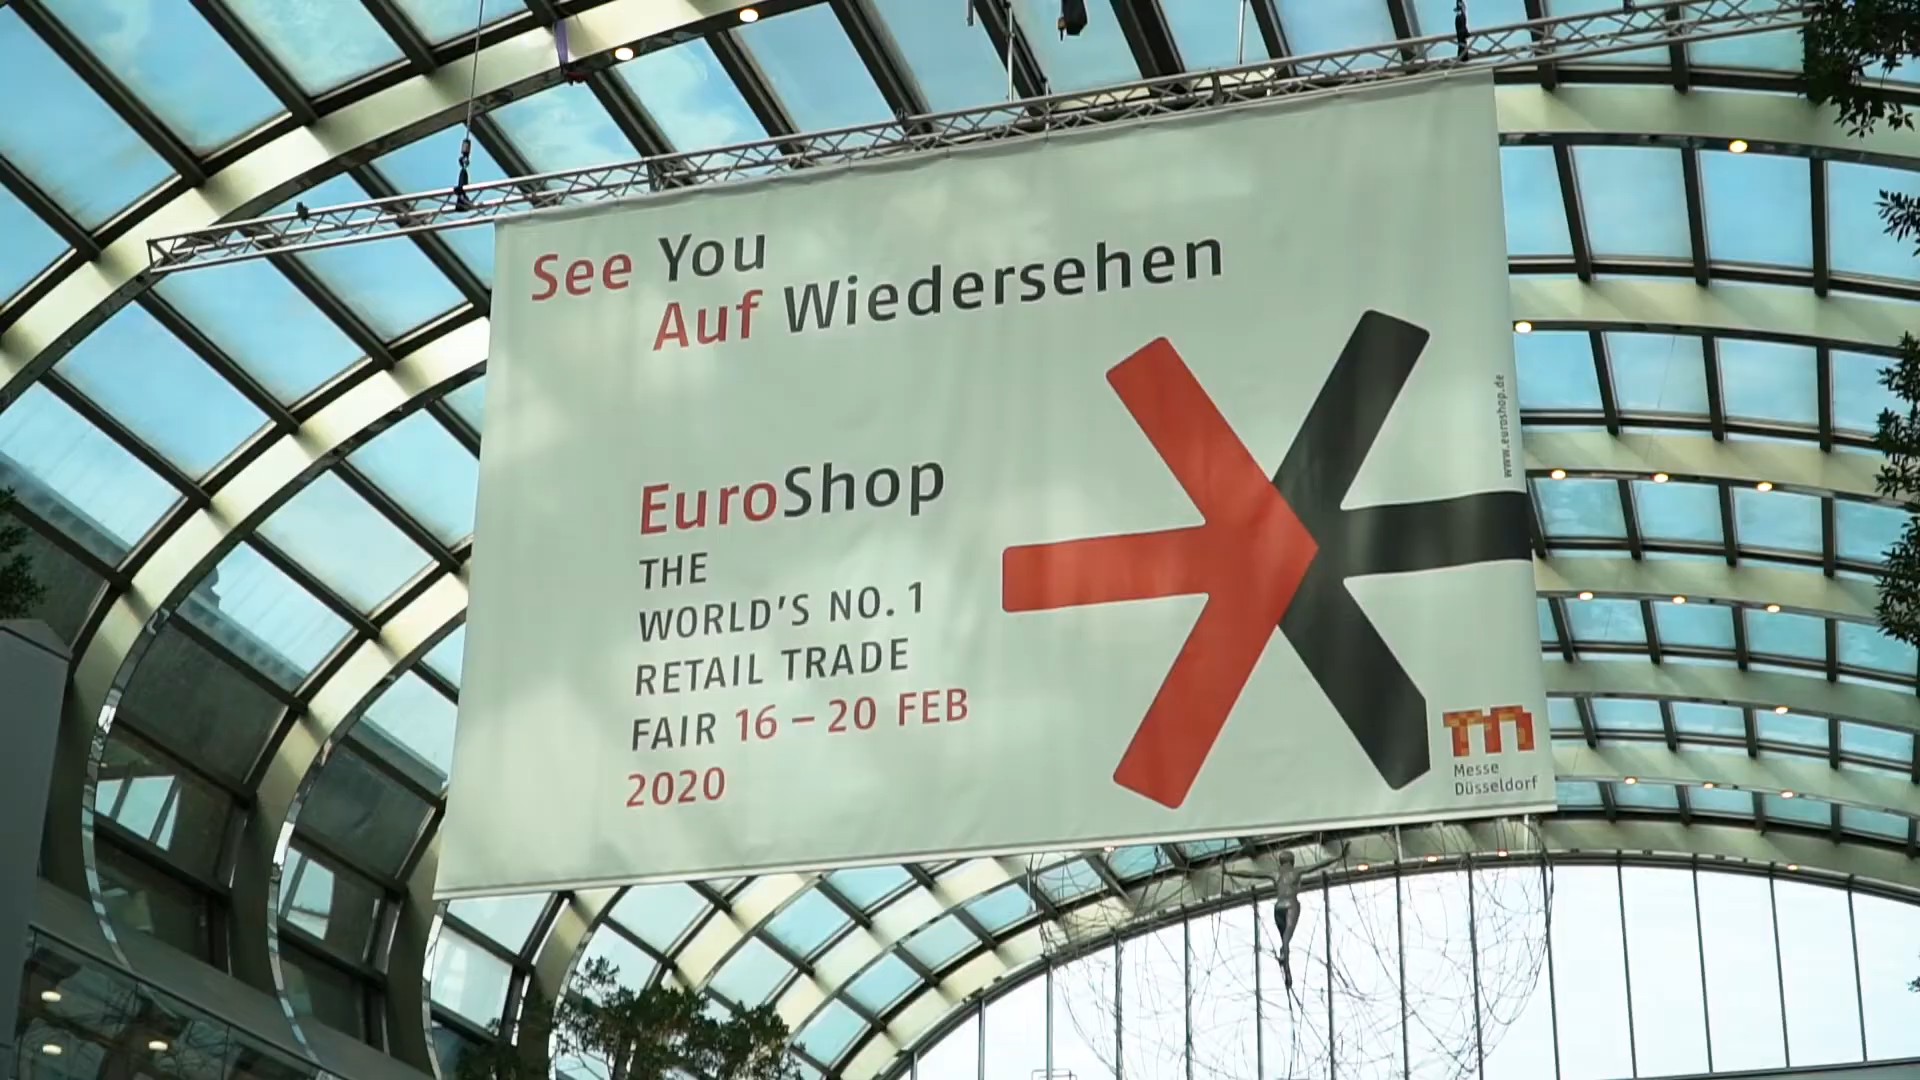 See You
Auf Wiedersehen
EuroShop
THE
WORLD'S NO. 1
RETAIL TRADE
FAIR 16 – 20 FEB
2020
www.euroshop.de
Messe
Düsseldorf